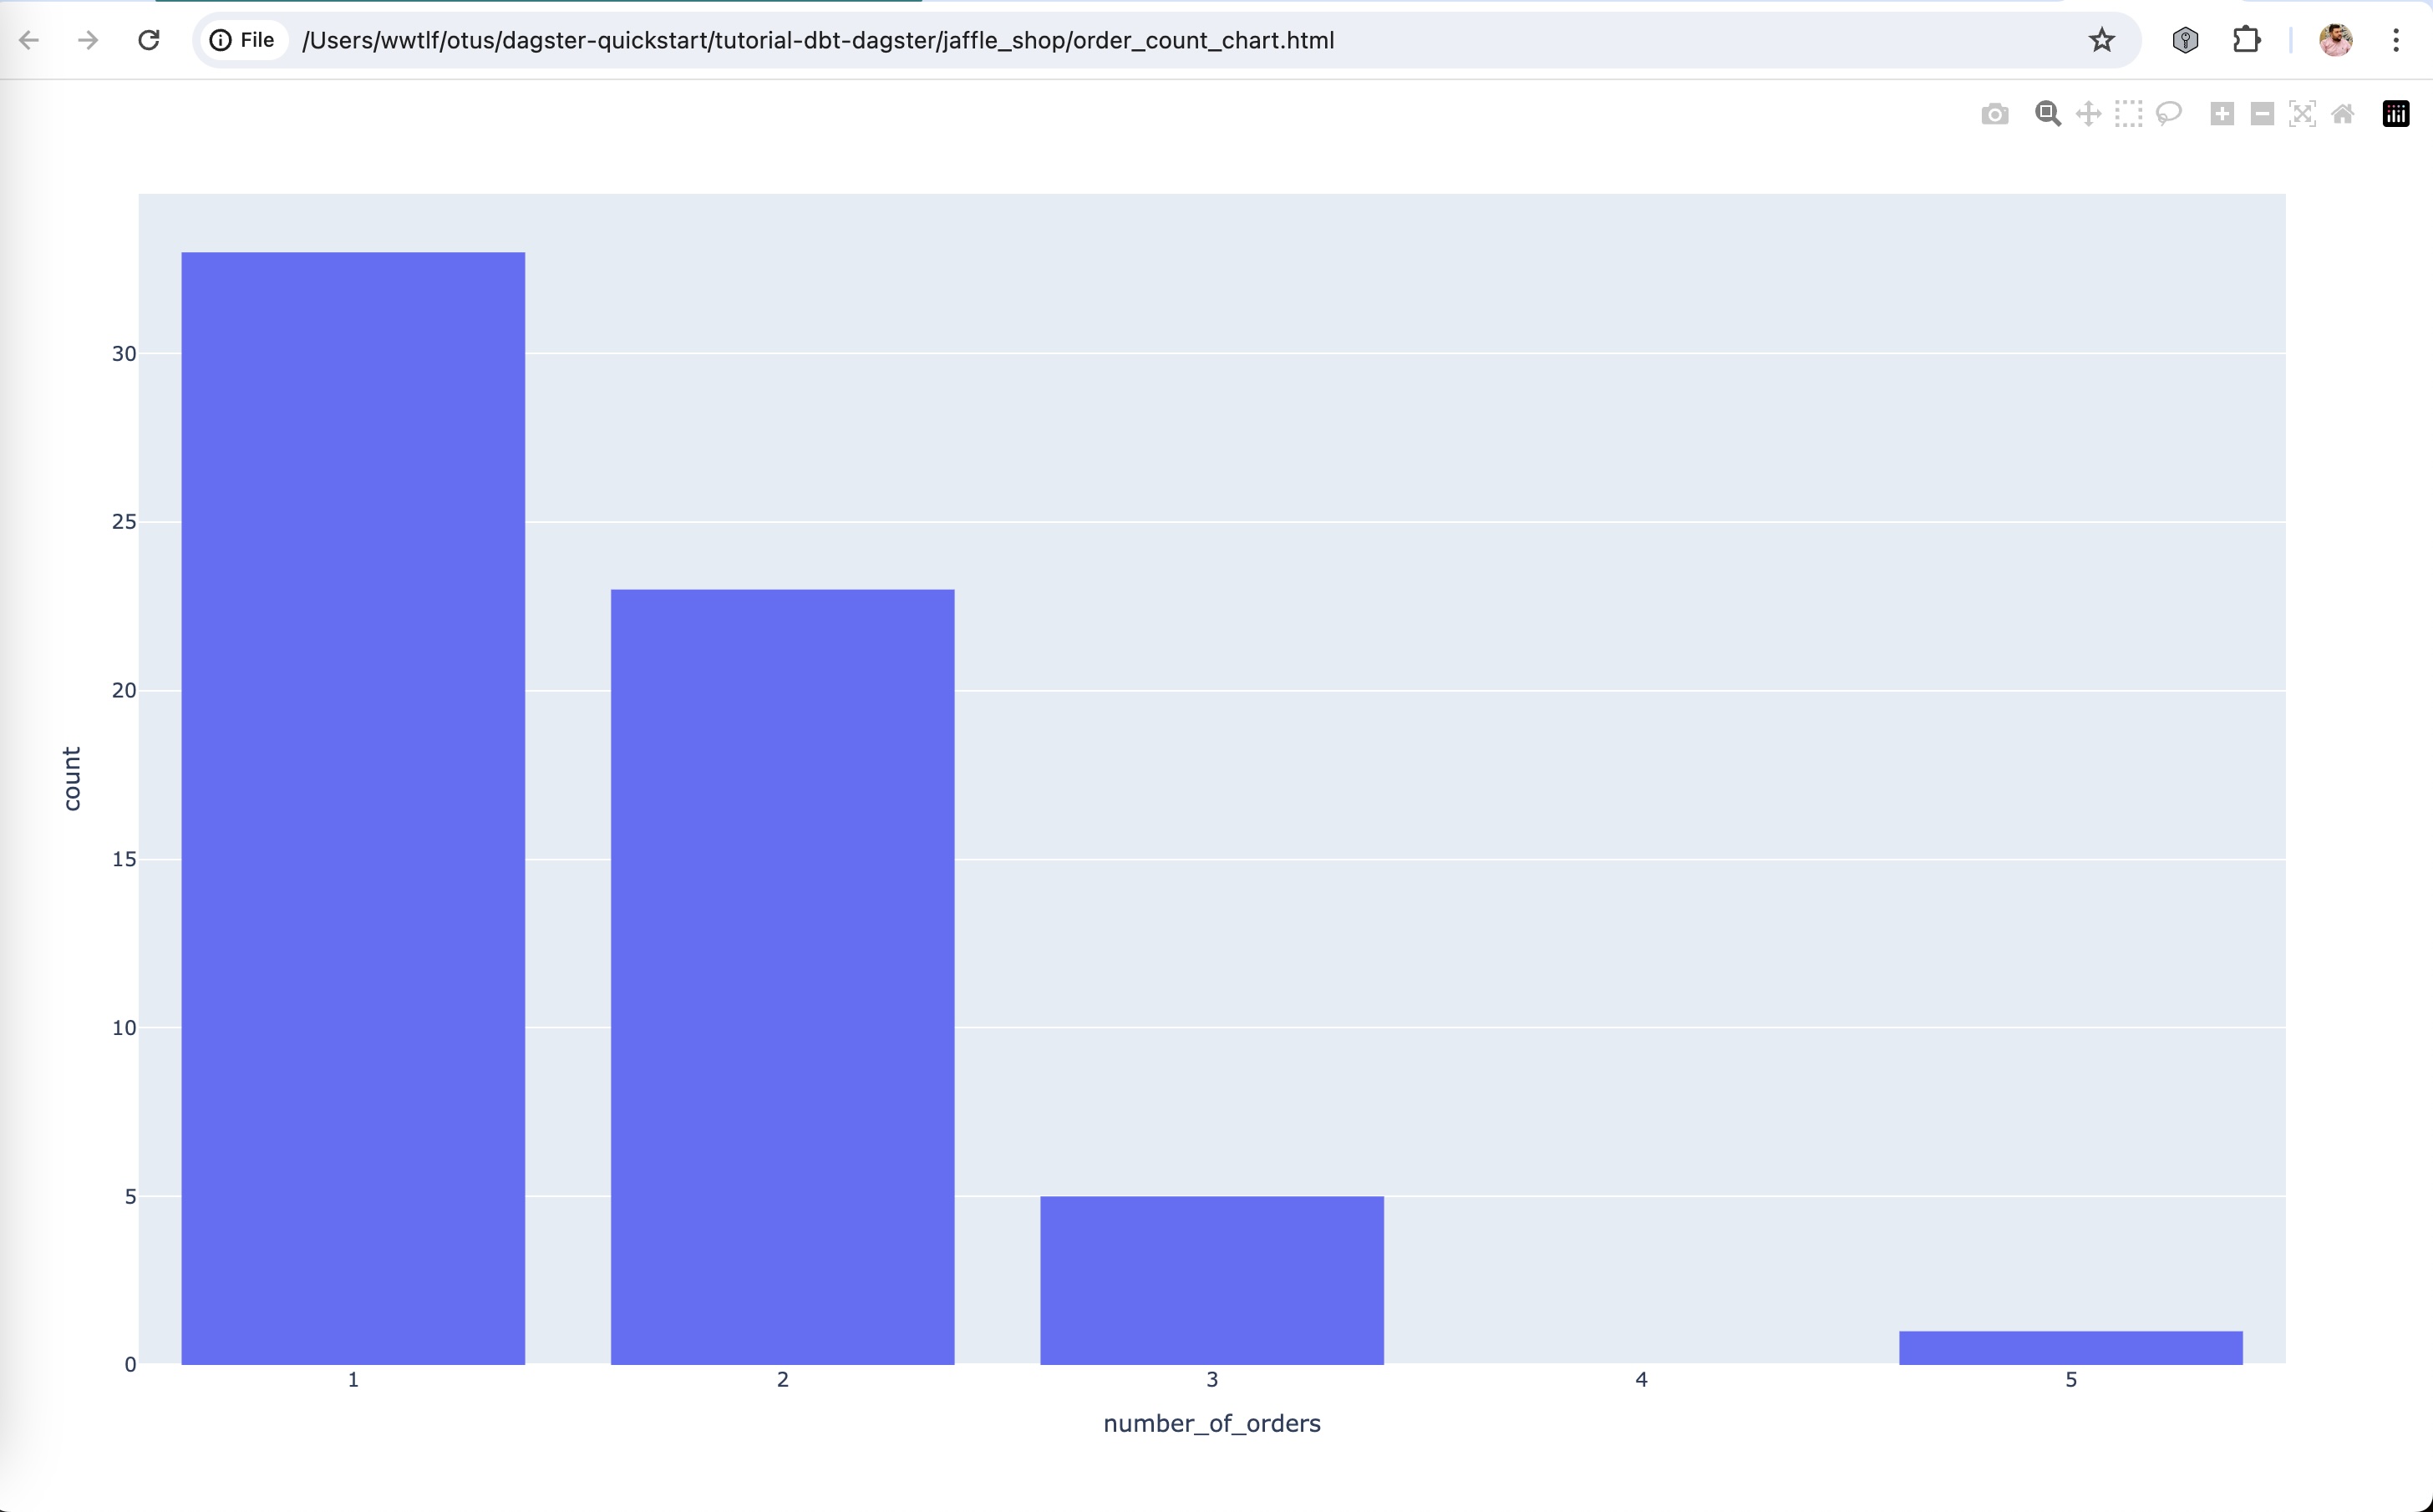 File /Users/wwtlf/otus/dagster-quickstart/tutorial-dbt-dagster/jaffle_shop/order_count_chart.html
30
25
20
15
10
5
0
count
1 2 3 4 5
number_of_orders